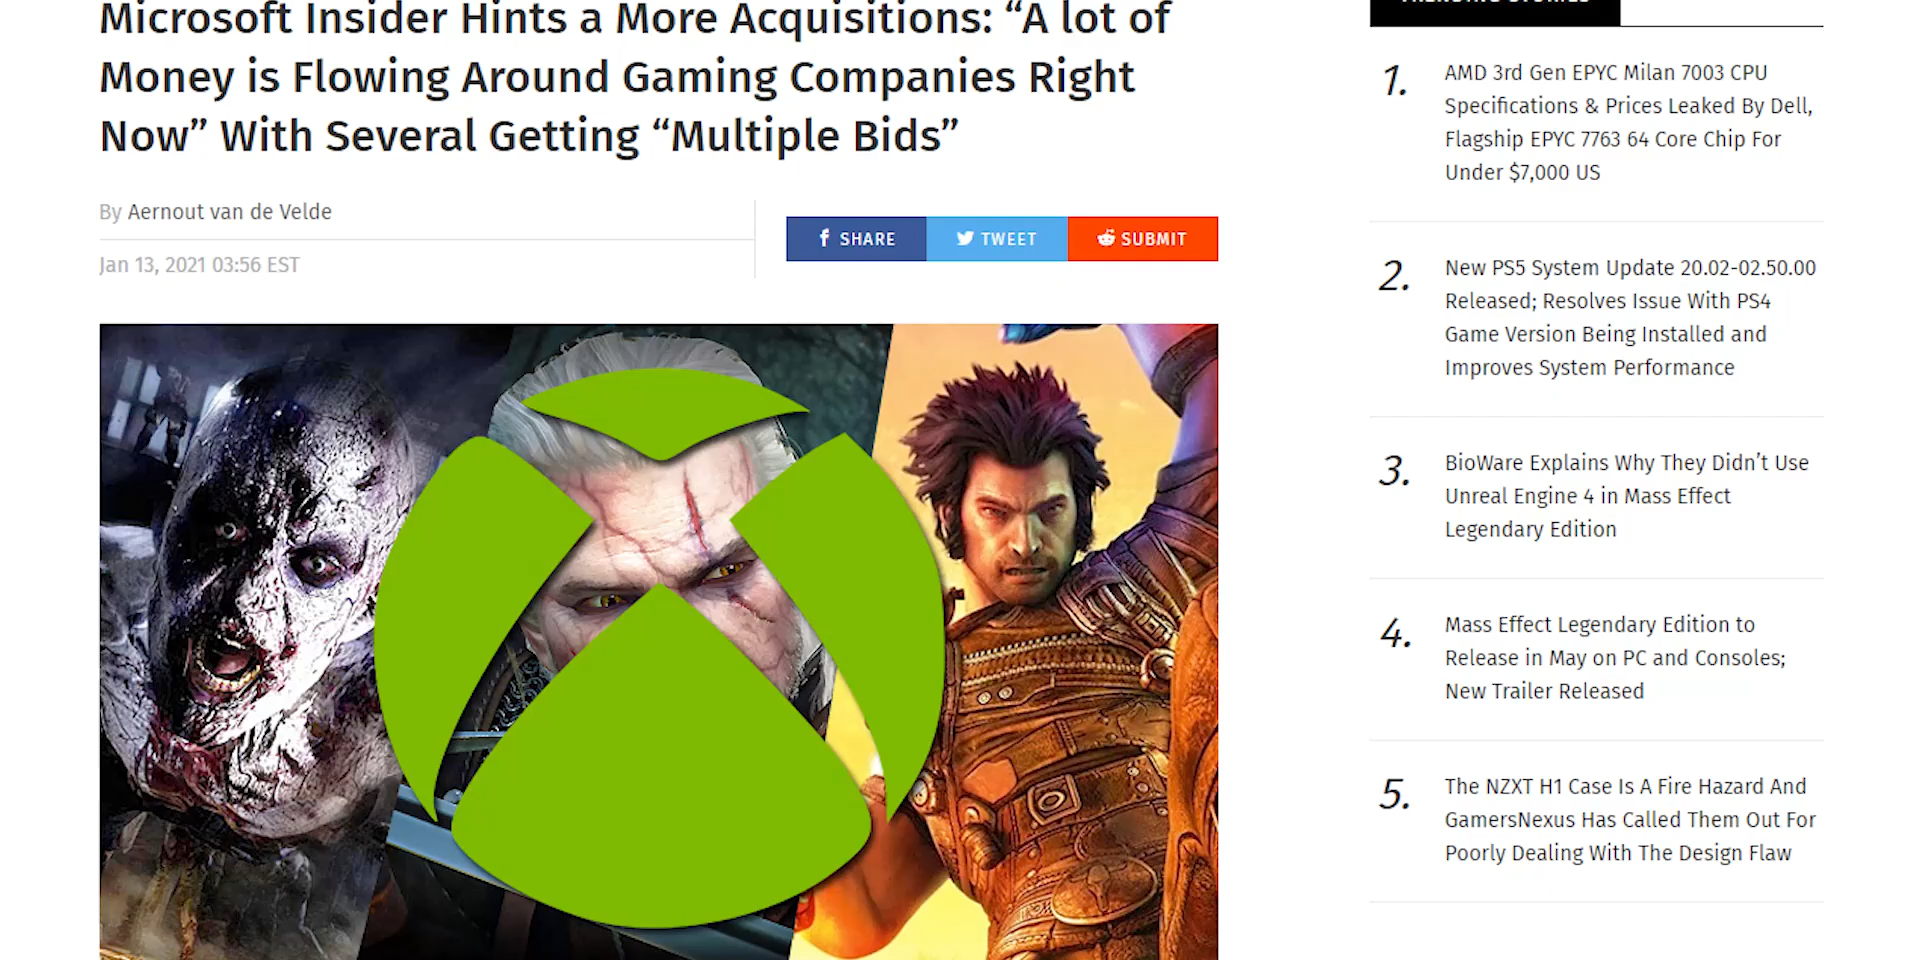 Microsoft Insider Hints a More Acquisitions: “A lot of
Money is Flowing Around Gaming Companies Right
Now” With Several Getting “Multiple Bids”
By Aernout van de Velde
Jan 13, 2021 03:56 EST
SHARE
TWEET
SUBMIT
TRENDING STORIES
1.
AMD 3rd Gen EPYC Milan 7003 CPU
Specifications & Prices Leaked By Dell,
Flagship EPYC 7763 64 Core Chip For
Under $7,000 US
2.
New PS5 System Update 20.02-02.50.00
Released; Resolves Issue With PS4
Game Version Being Installed and
Improves System Performance
3.
BioWare Explains Why They Didn’t Use
Unreal Engine 4 in Mass Effect
Legendary Edition
4.
Mass Effect Legendary Edition to
Release in May on PC and Consoles;
New Trailer Released
5.
The NZXT H1 Case Is A Fire Hazard And
GamersNexus Has Called Them Out For
Poorly Dealing With The Design Flaw